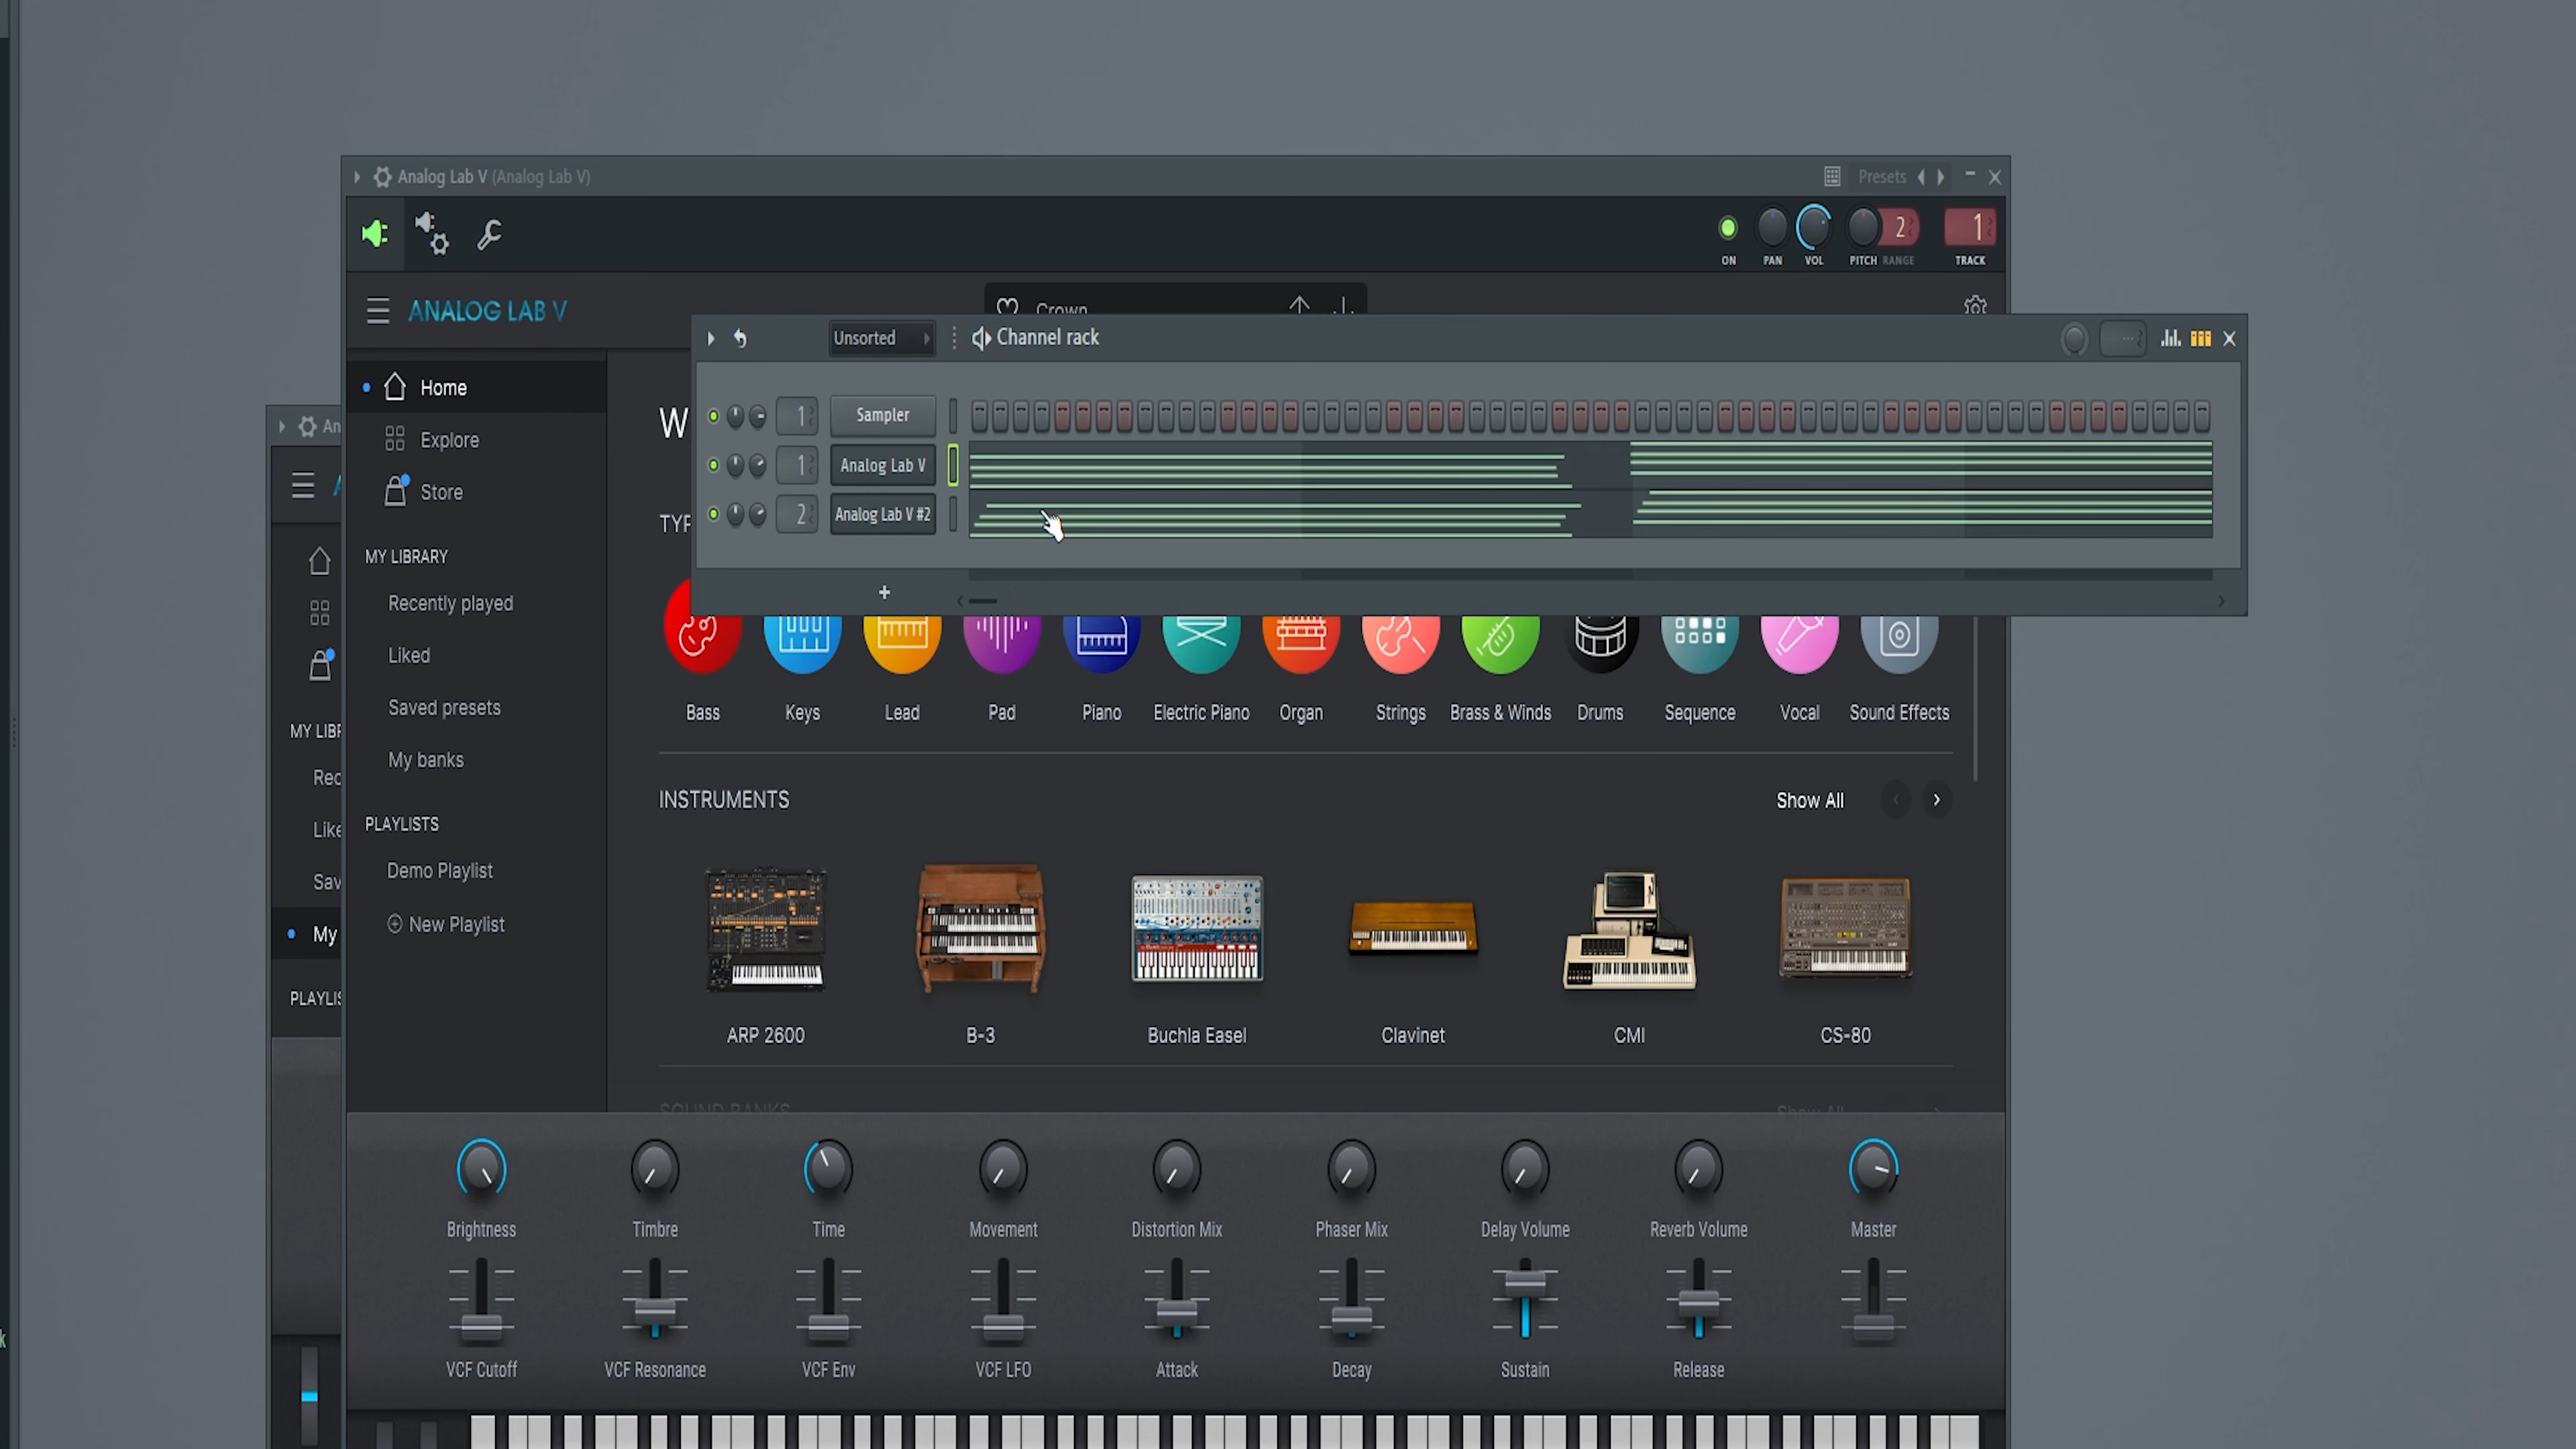 Analog Lab V (Analog Lab V)
Presets
2
1
ON
PAN
VOL
PITCH RANGE
TRACK
ANALOG LAB V
Crown
Unsorted
Channel rack
1
Sampler
1
Analog Lab V
2
Analog Lab V #2
+
Home
Explore
Store
MY LIBRARY
Recently played
Liked
Saved presets
My banks
PLAYLISTS
Demo Playlist
New Playlist
An
MY LIBR
Rec
Like
Sav
My
PLAYLIS
W
TYP
Bass
Keys
Lead
Pad
Piano
Electric Piano
Organ
Strings
Brass & Winds
Drums
Sequence
Vocal
Sound Effects
INSTRUMENTS
Show All
ARP 2600
B-3
Buchla Easel
Clavinet
CMI
CS-80
SOUND BANKS
Show All
Brightness
Timbre
Time
Movement
Distortion Mix
Phaser Mix
Delay Volume
Reverb Volume
Master
VCF Cutoff
VCF Resonance
VCF Env
VCF LFO
Attack
Decay
Sustain
Release
k